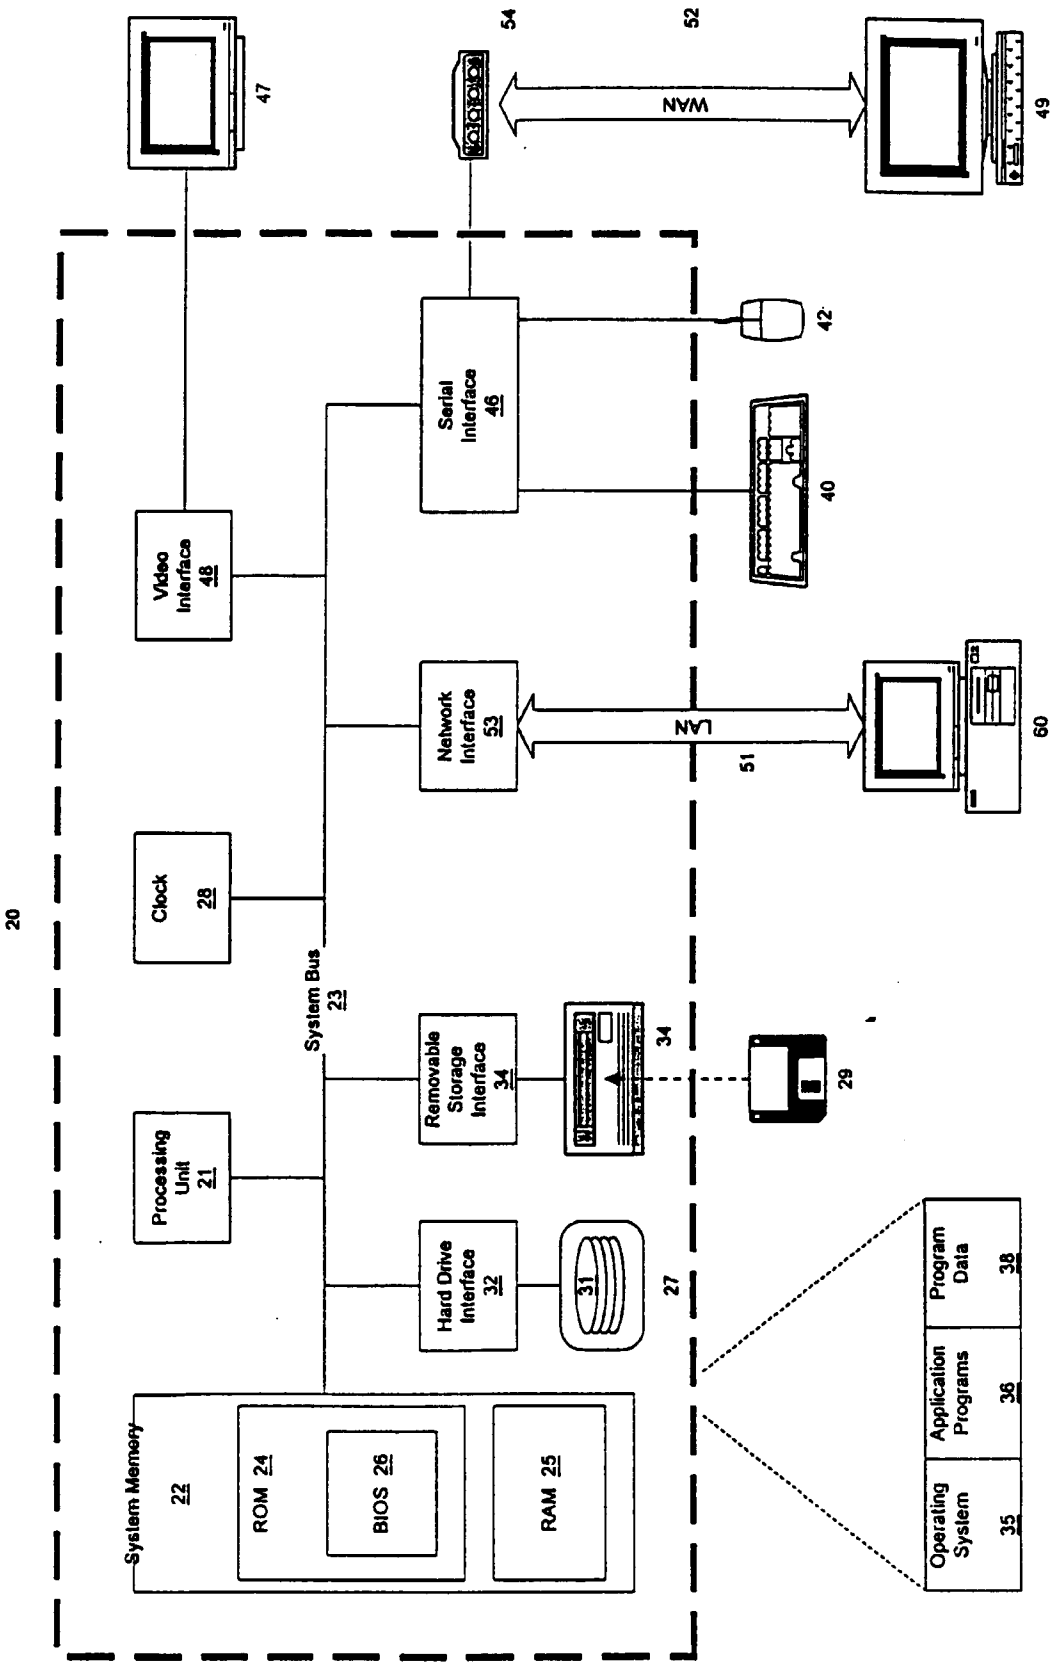 20
System Memory
22
ROM 24
BIOS 26
RAM 25
Processing
Unit
21
Clock
28
Video
Interface
48
47
System Bus
23
Hard Drive
Interface
32
31
27
Removable
Storage
Interface
34
34
29
Network
Interface
53
LAN
51
60
Serial
Interface
46
40
42
54
WAN
52
49
Operating
System
35
Application
Programs
36
Program
Data
38